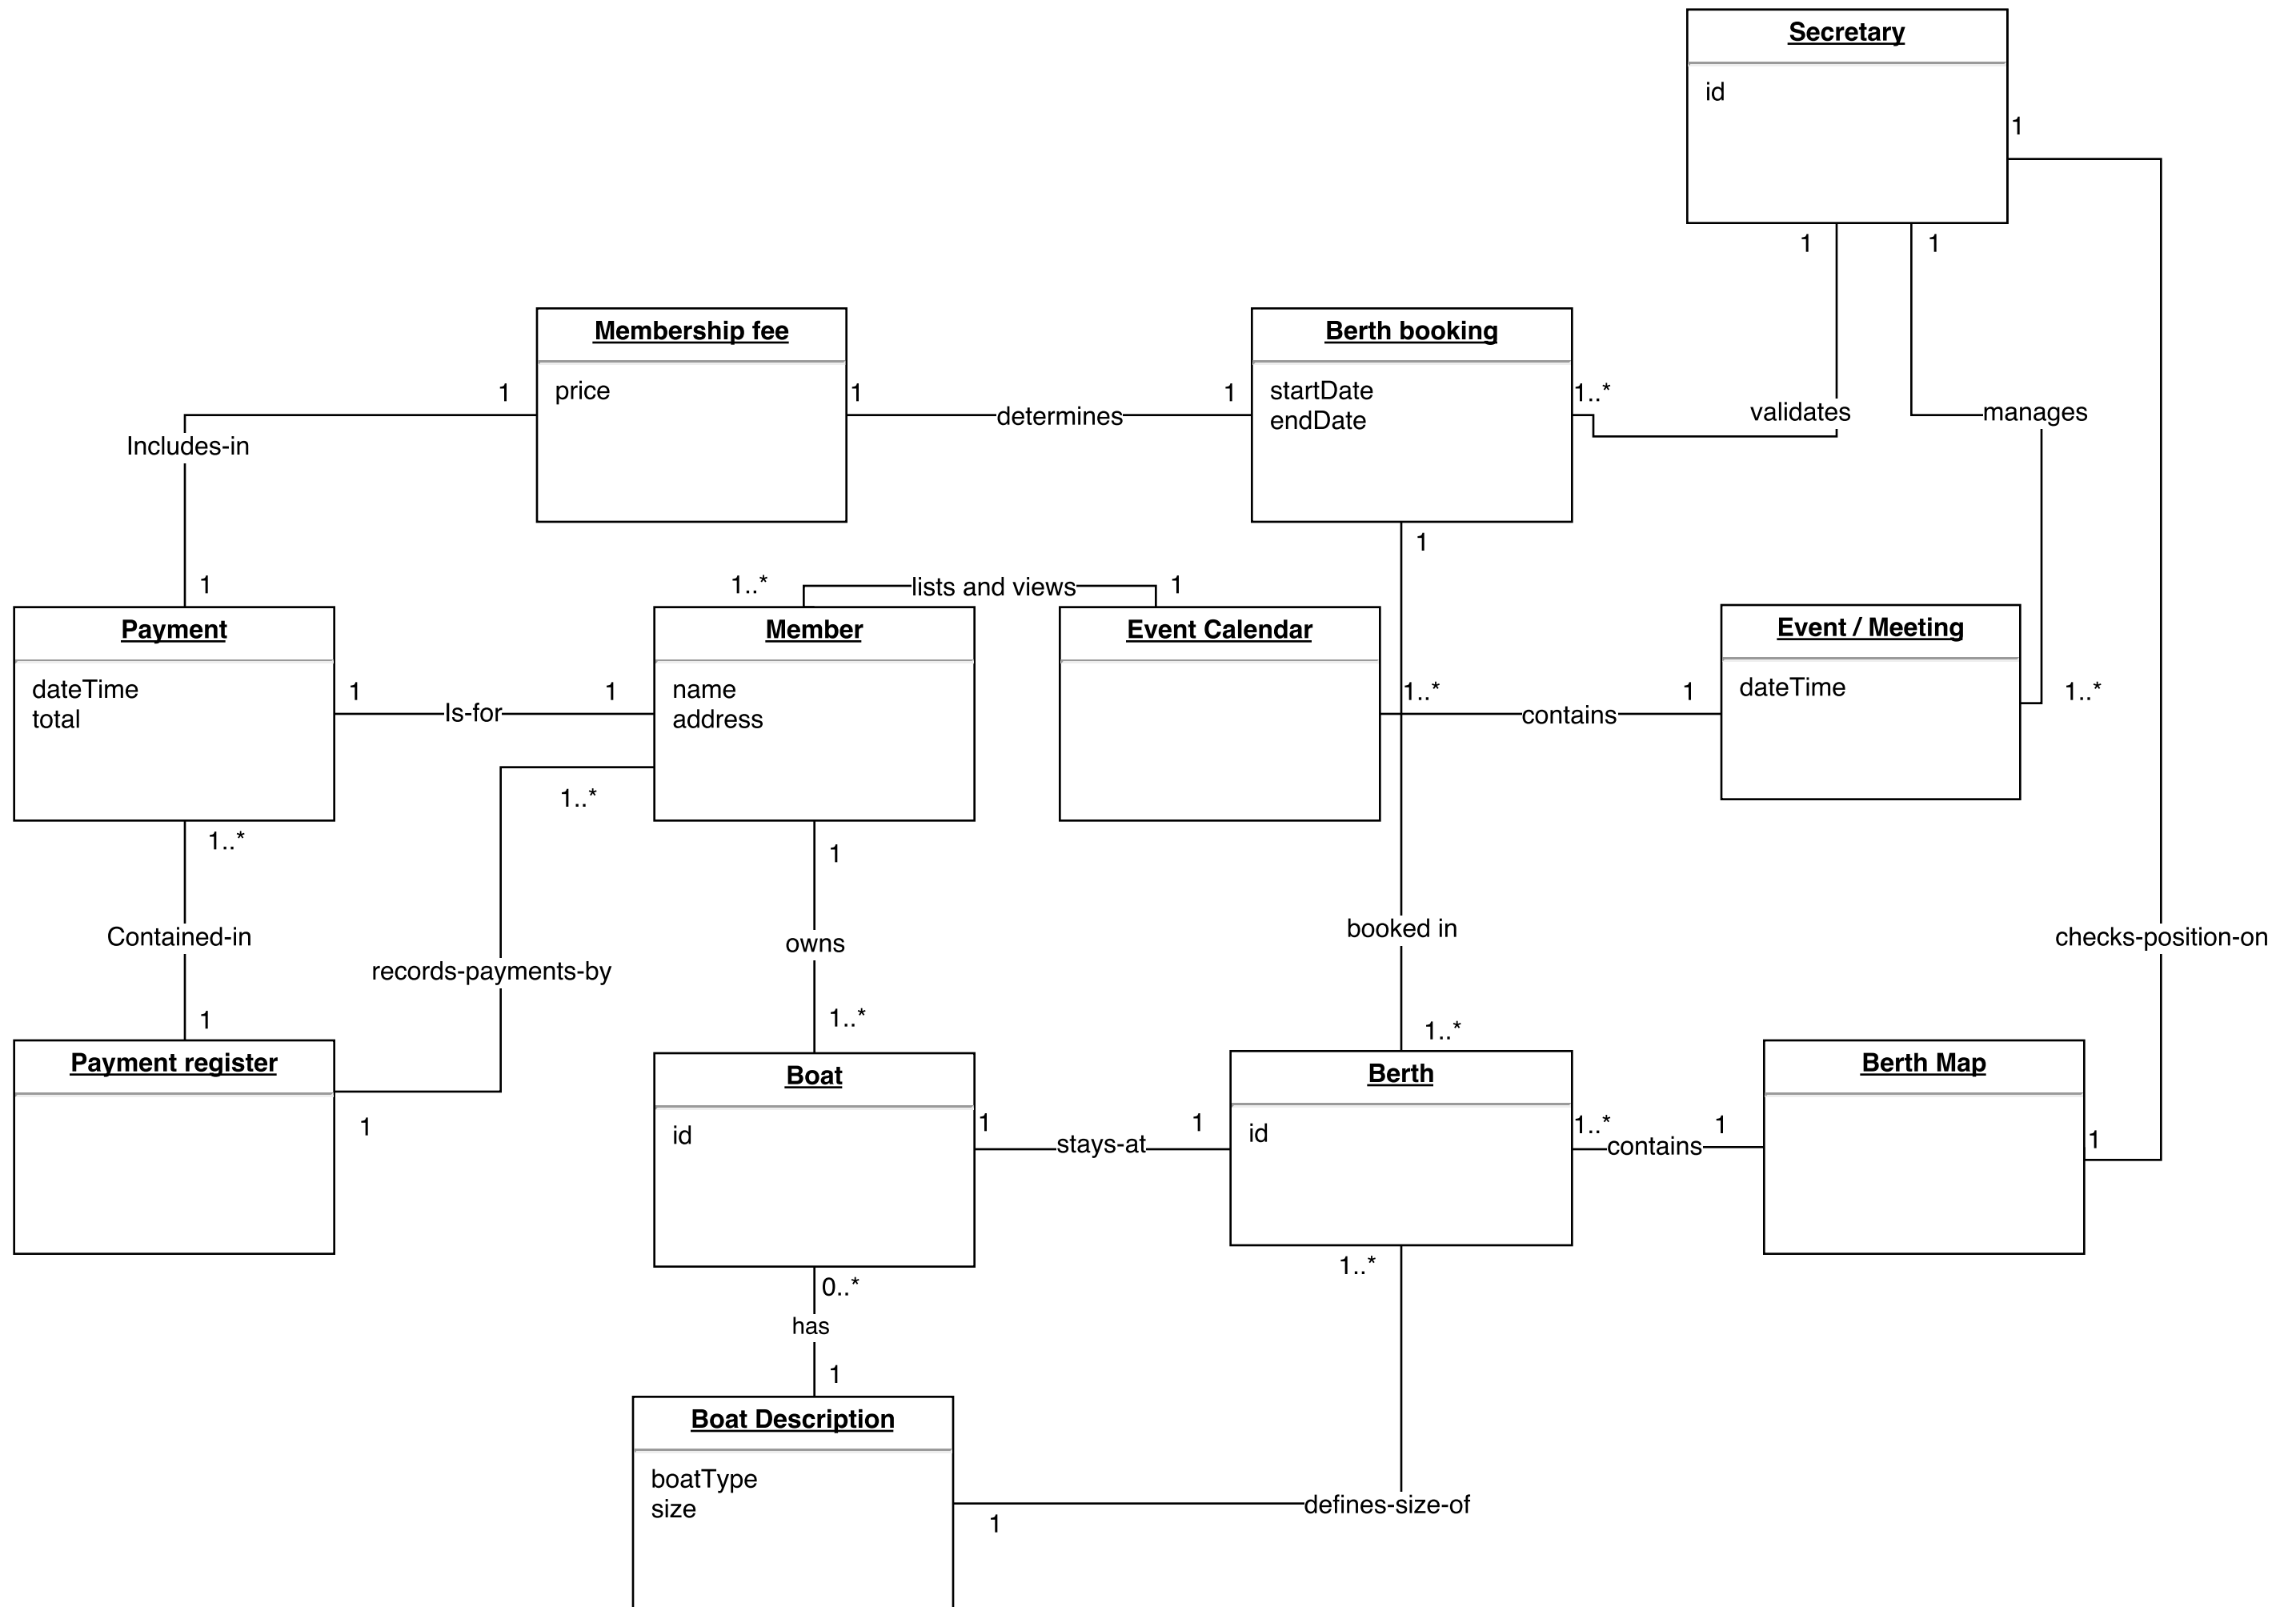 Secretary
id
1
1
1
Membership fee
price
Berth booking
startDate
endDate
1
1
determines
1
1..*
validates
manages
Includes-in
1
1
1..*
lists and views
1
Payment
dateTime
total
Member
name
address
Event Calendar
Event / Meeting
dateTime
1
Is-for
1
1..*
contains
1
1..*
1..*
1..*
1
Contained-in
records-payments-by
owns
booked in
checks-position-on
1
1..*
1..*
Payment register
1
Boat
id
Berth
id
Berth Map
1
stays-at
1
1..*
contains
1
1
0..*
has
1
1..*
Boat Description
boatType
size
1
defines-size-of